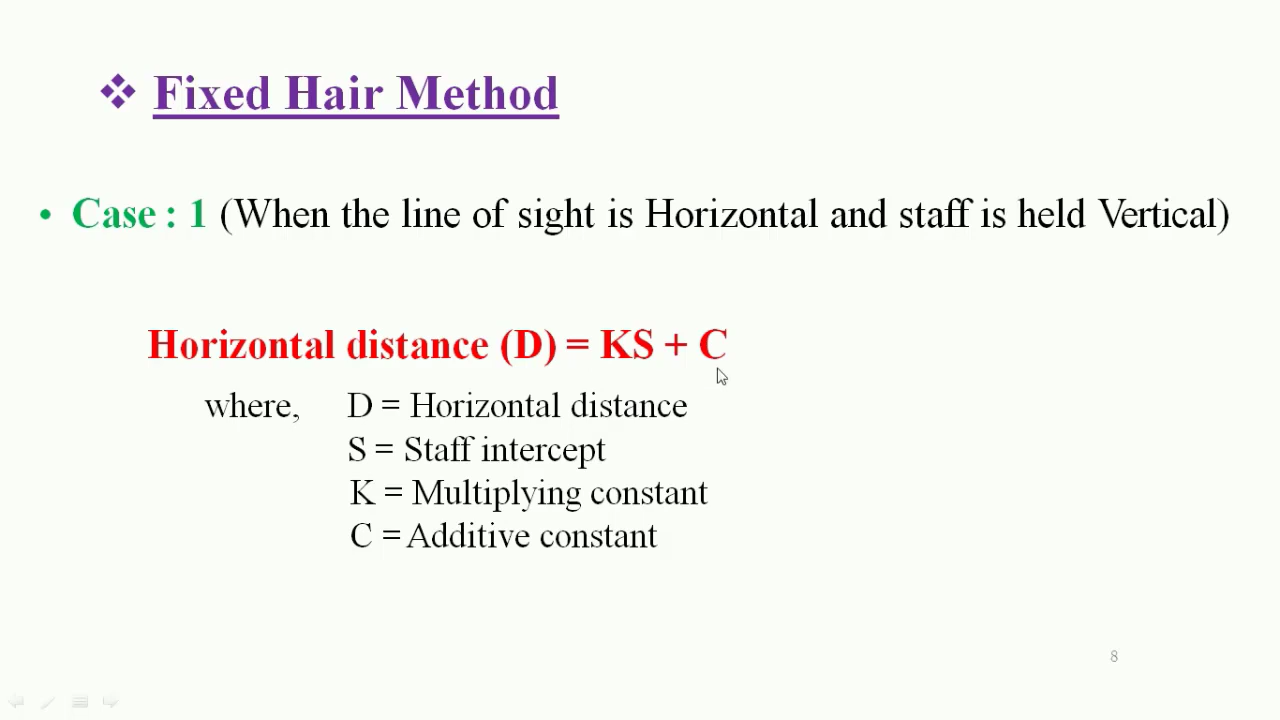 ❖ Fixed Hair Method
• Case : 1 (When the line of sight is Horizontal and staff is held Vertical)
Horizontal distance (D) = KS + C
where, D = Horizontal distance
S = Staff intercept
K = Multiplying constant
C = Additive constant
8